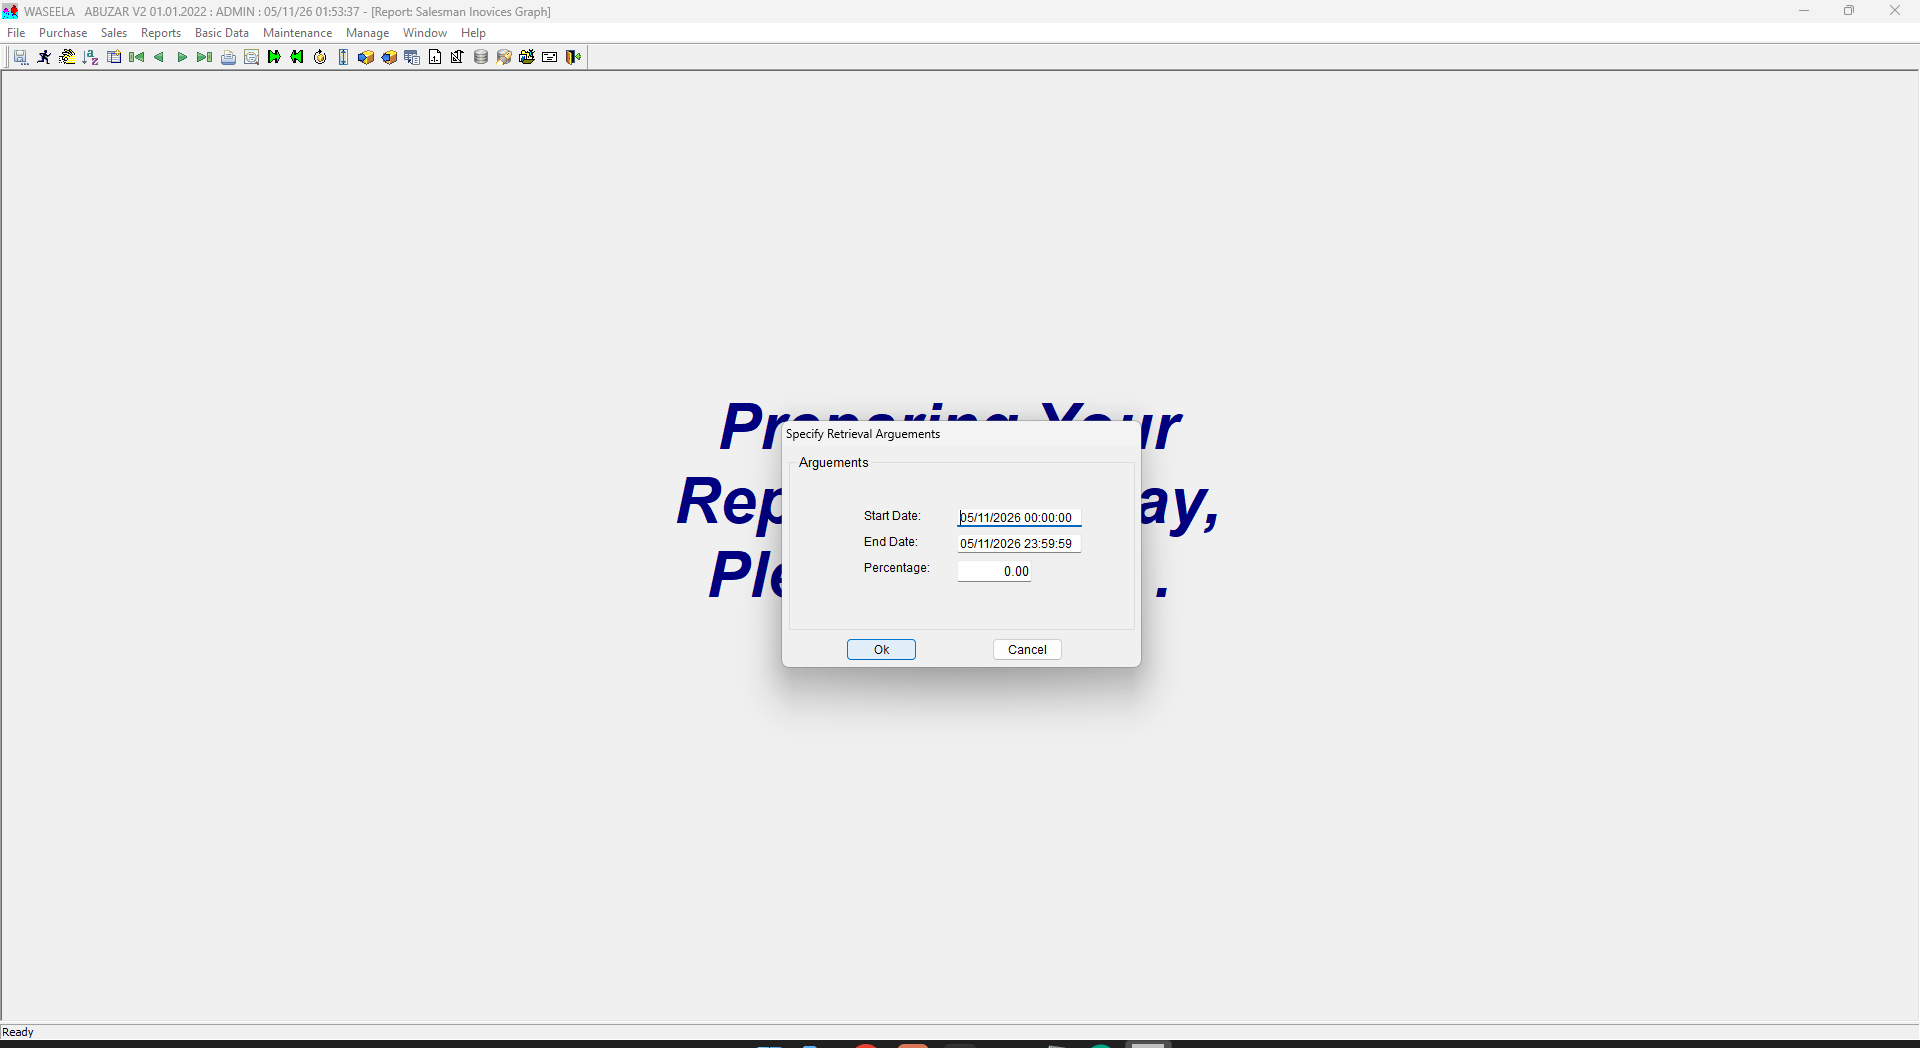 WASEELA ABUZAR V2 01.01.2022 : ADMIN : 05/11/26 01:53:37 - [Report: Salesman Inovices Graph]
File Purchase Sales Reports Basic Data Maintenance Manage Window Help
Your
Specify Retrieval Arguements
Arguements
Start Date: 05/11/2026 00:00:00
End Date: 05/11/2026 23:59:59
Percentage: 0.00
Ok Cancel
Ready